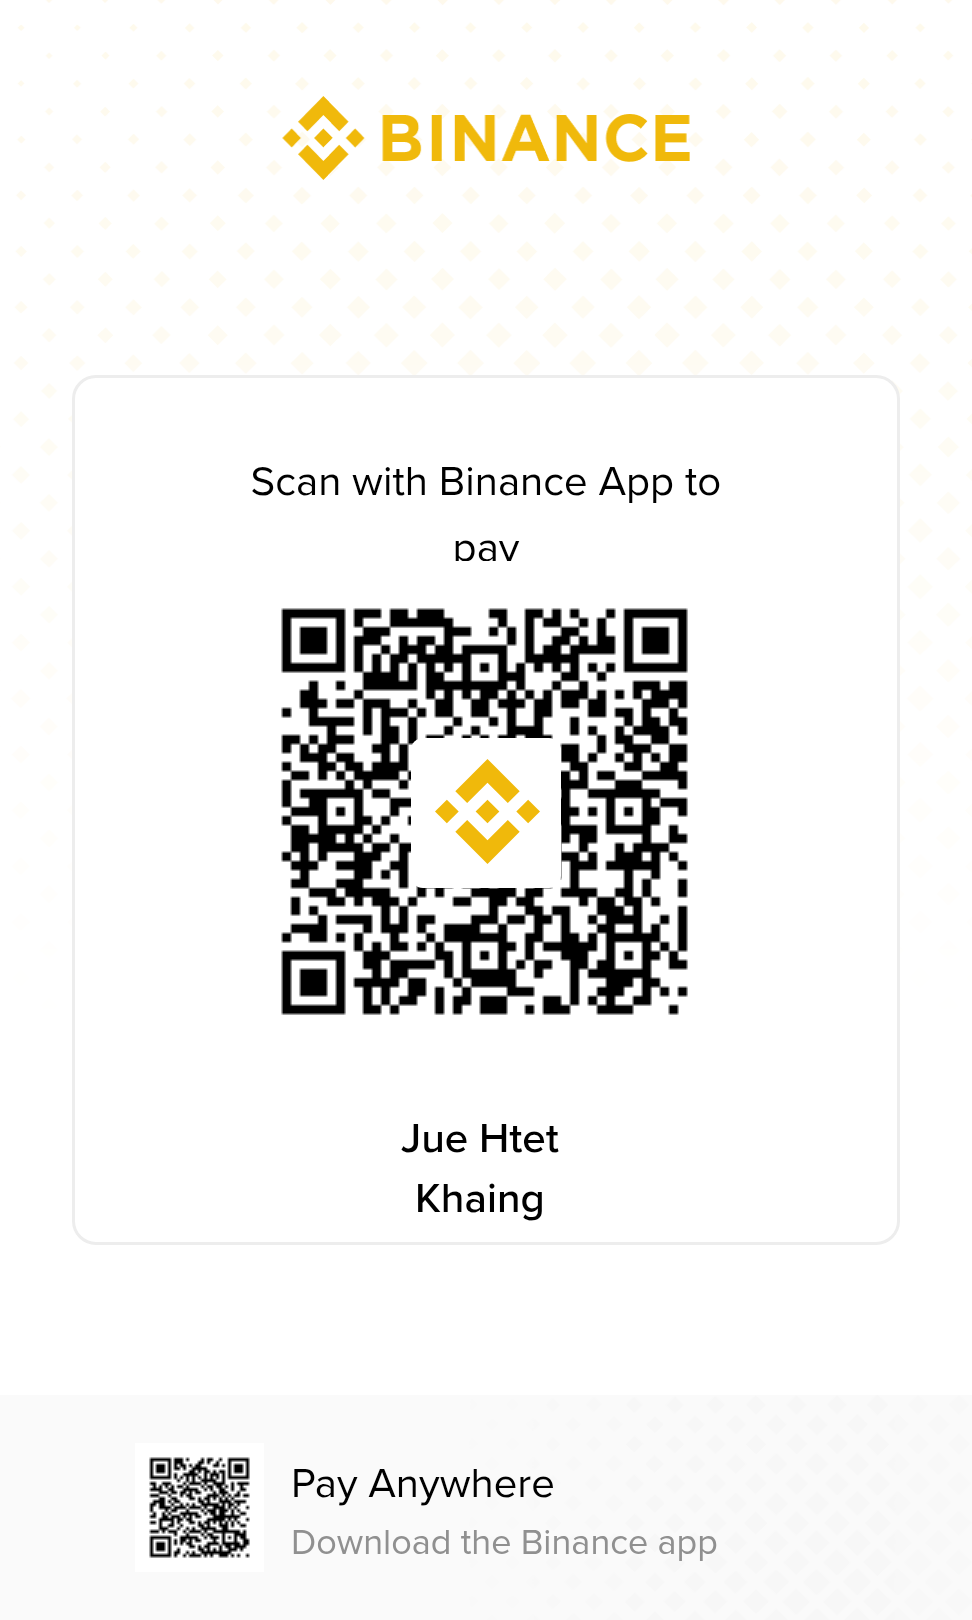 BINANCE
Scan with Binance App to
pay
Jue Htet
Khaing
Pay Anywhere
Download the Binance app